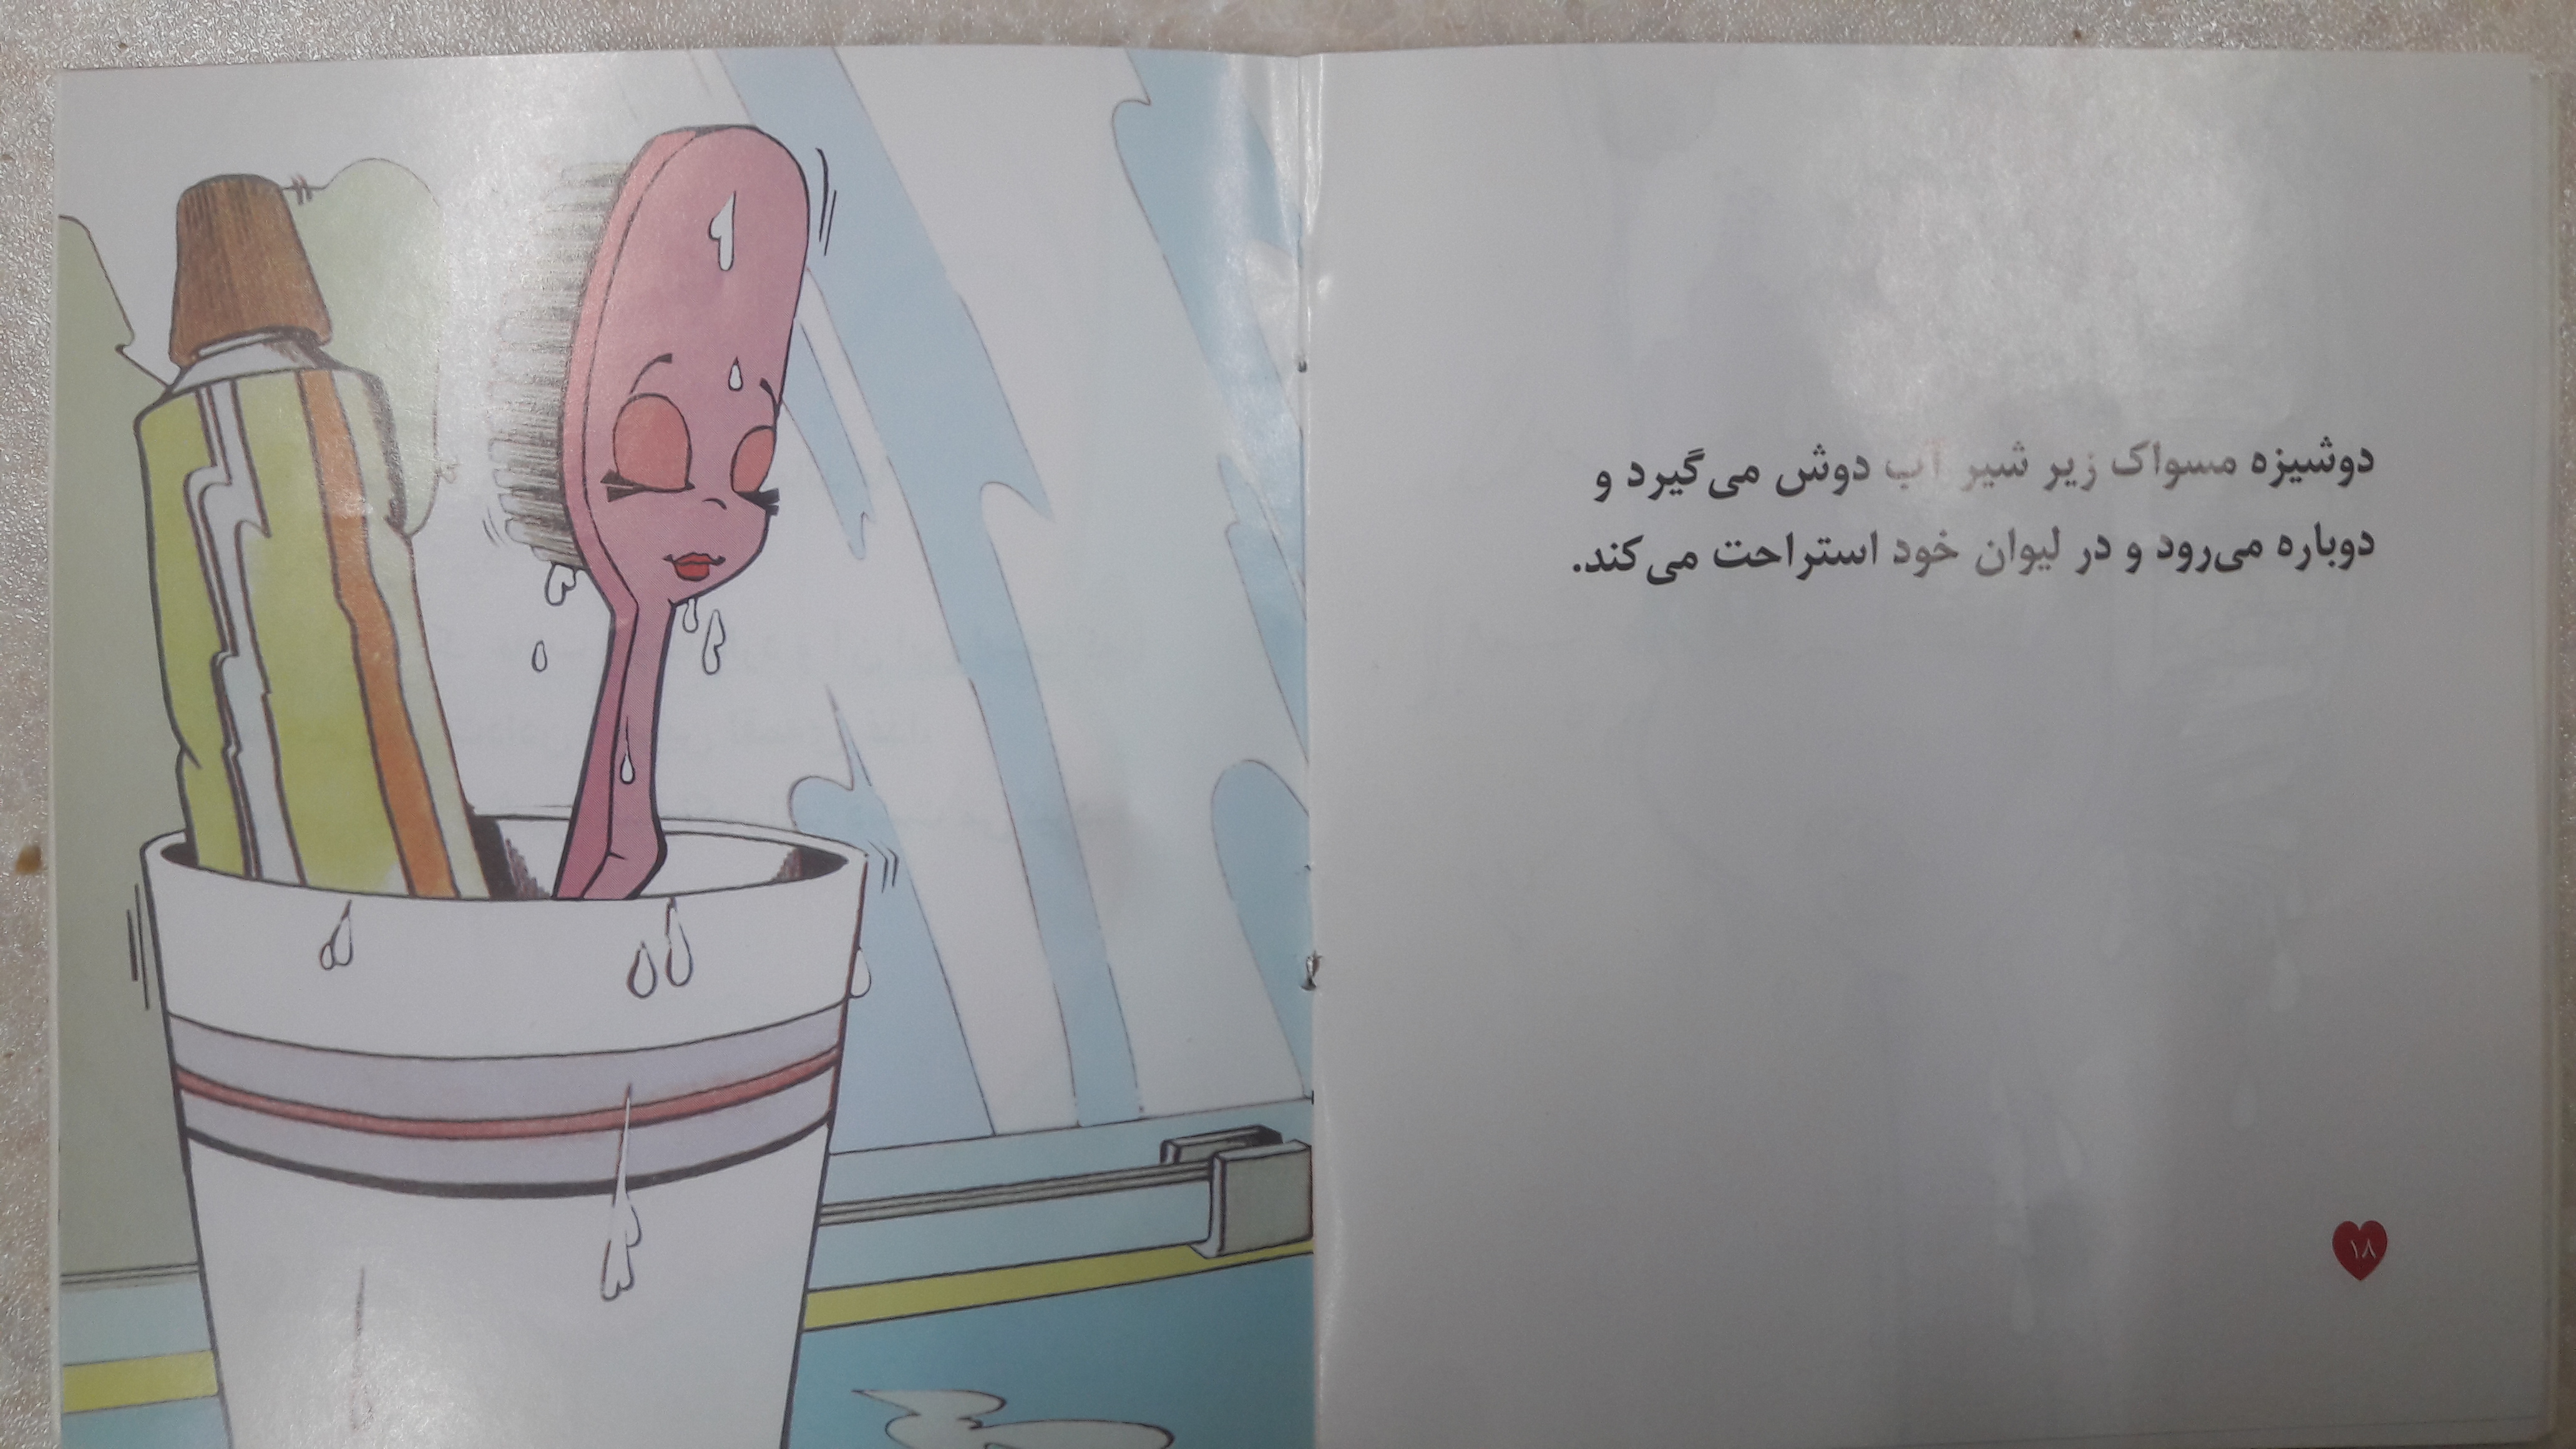 دوشیزه مسواک زیر شیر آب دوش می‌گیرد و
دوباره می‌رود و در لیوان خود استراحت می‌کند.
۱۸